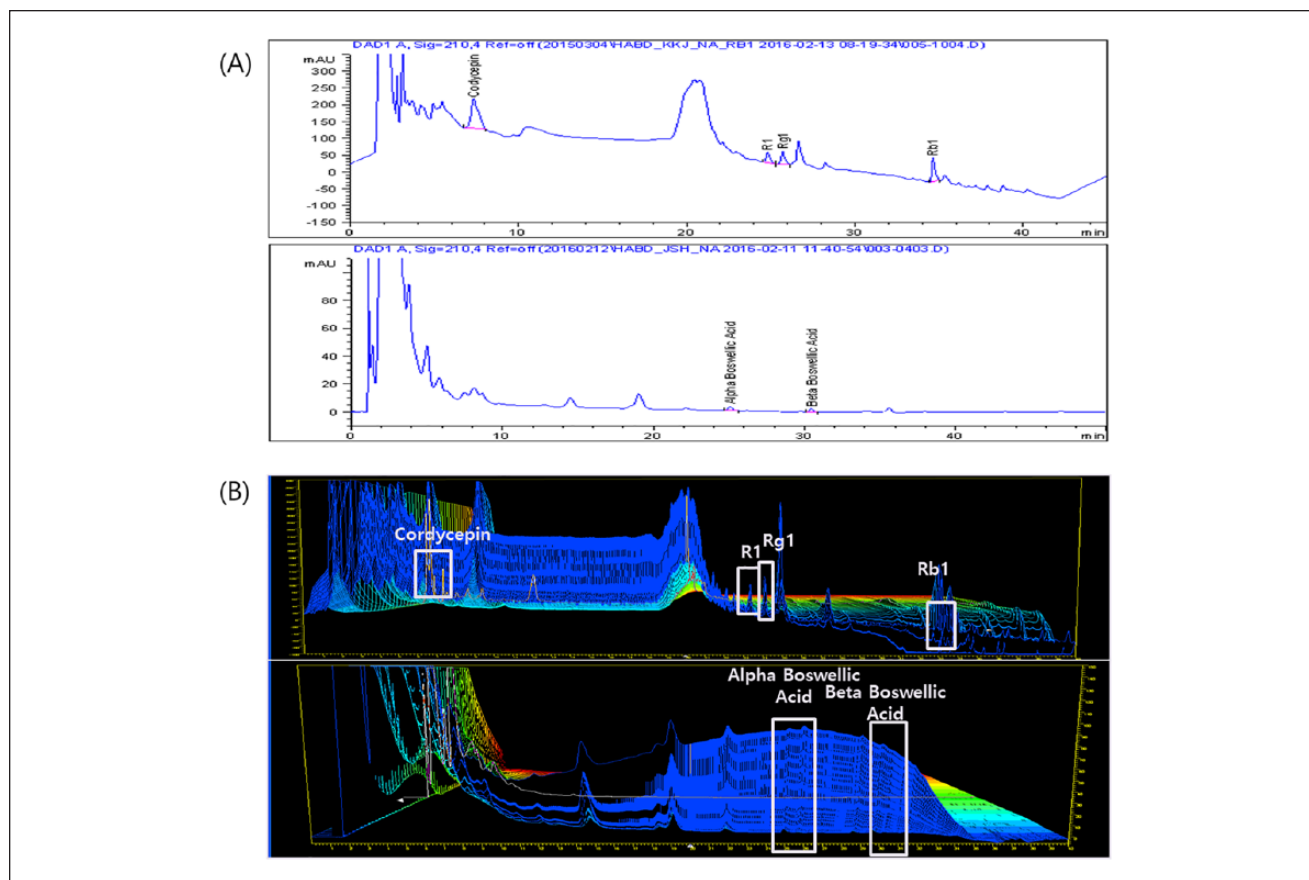 (A)
DAD1 A, Sig=210,4 Ref=off (20150304\HABD_KKJ_NA_RB1 2016-02-13 08-19-34\005-1004.D)
mAU
300
250
200
150
100
50
0
-50
-100
-150
Codycepin
R1
Rg1
Rb1
0 10 20 30 40 min
DAD1 A, Sig=210,4 Ref=off (20160212\HABD_JSH_NA 2016-02-11 11-40-54\003-0403.D)
mAU
80
60
40
20
0
Alpha Boswellic Acid
Beta Boswellic Acid
0 10 20 30 40 min
(B)
Cordycepin
R1
Rg1
Rb1
Alpha Boswellic
Acid
Beta Boswellic
Acid